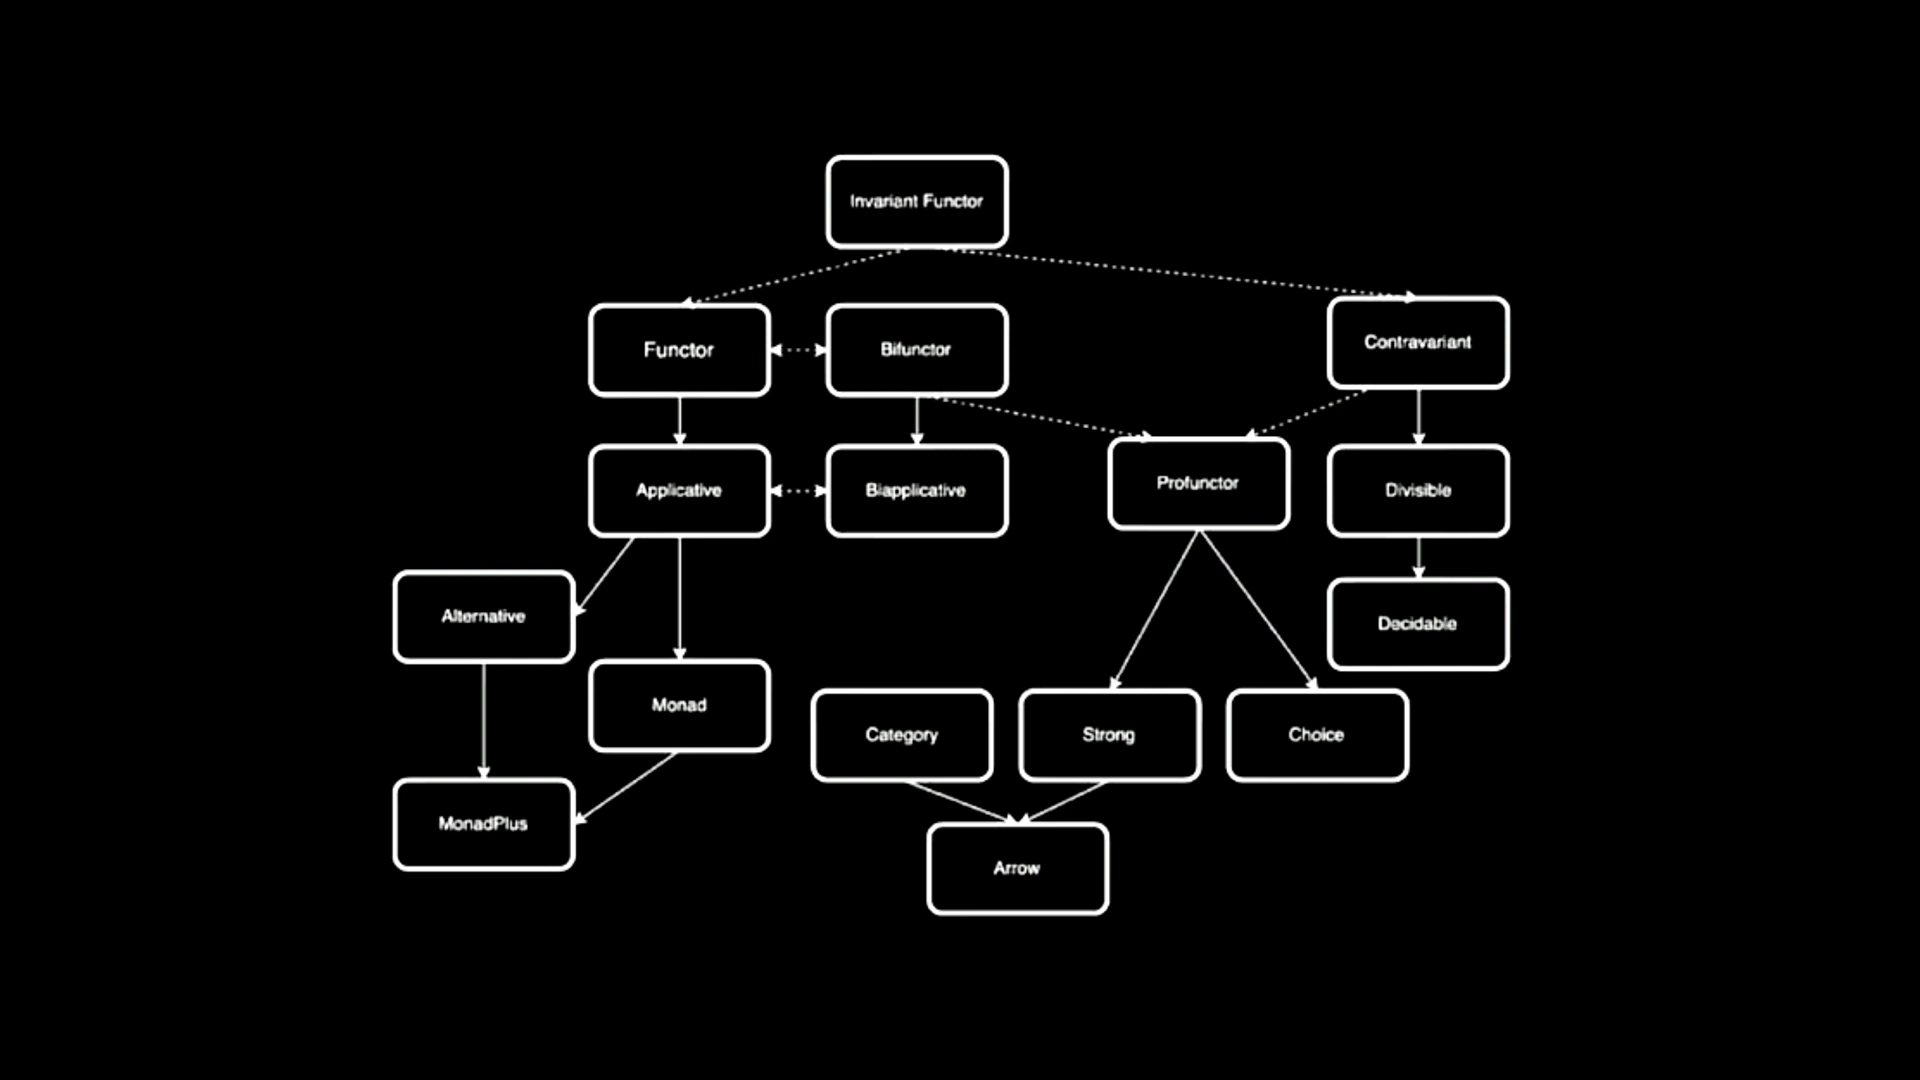 Invariant Functor
Functor
Bifunctor
Contravariant
Applicative
Biapplicative
Profunctor
Divisible
Alternative
Decidable
Monad
Category
Strong
Choice
MonadPlus
Arrow